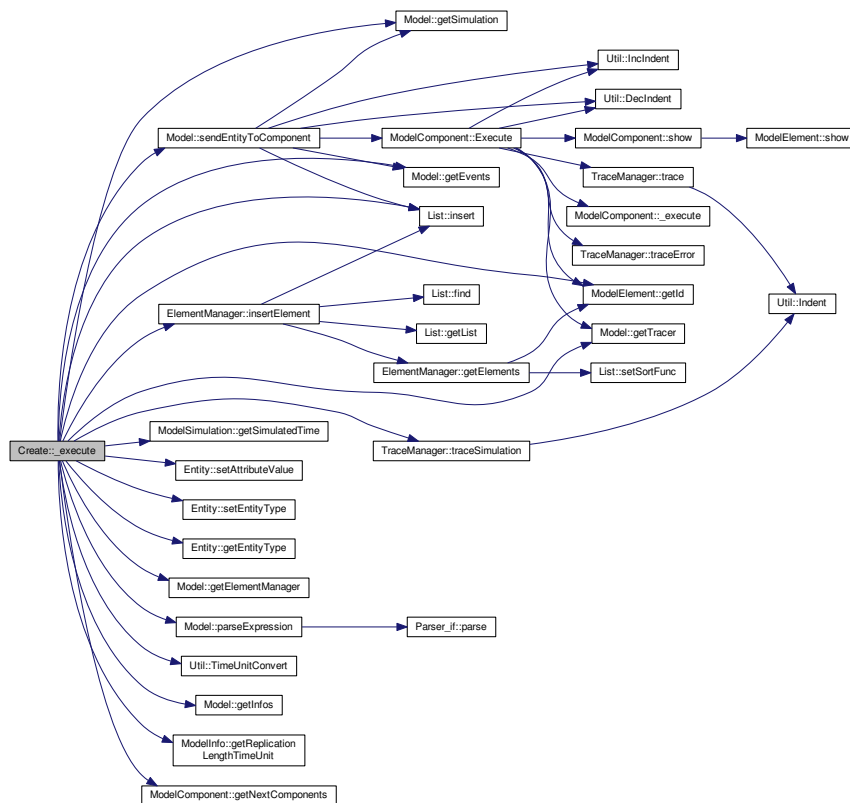 Model::getSimulation
Util::IncIndent
Util::DecIndent
Model::sendEntityToComponent
ModelComponent::Execute
ModelComponent::show
ModelElement::show
Model::getEvents
TraceManager::trace
List::insert
ModelComponent::_execute
TraceManager::traceError
List::find
ModelElement::getId
Util::Indent
ElementManager::insertElement
List::getList
Model::getTracer
ElementManager::getElements
List::setSortFunc
ModelSimulation::getSimulatedTime
Create::_execute
TraceManager::traceSimulation
Entity::setAttributeValue
Entity::setEntityType
Entity::getEntityType
Model::getElementManager
Model::parseExpression
Parser_if::parse
Util::TimeUnitConvert
Model::getInfos
ModelInfo::getReplication
LengthTimeUnit
ModelComponent::getNextComponents